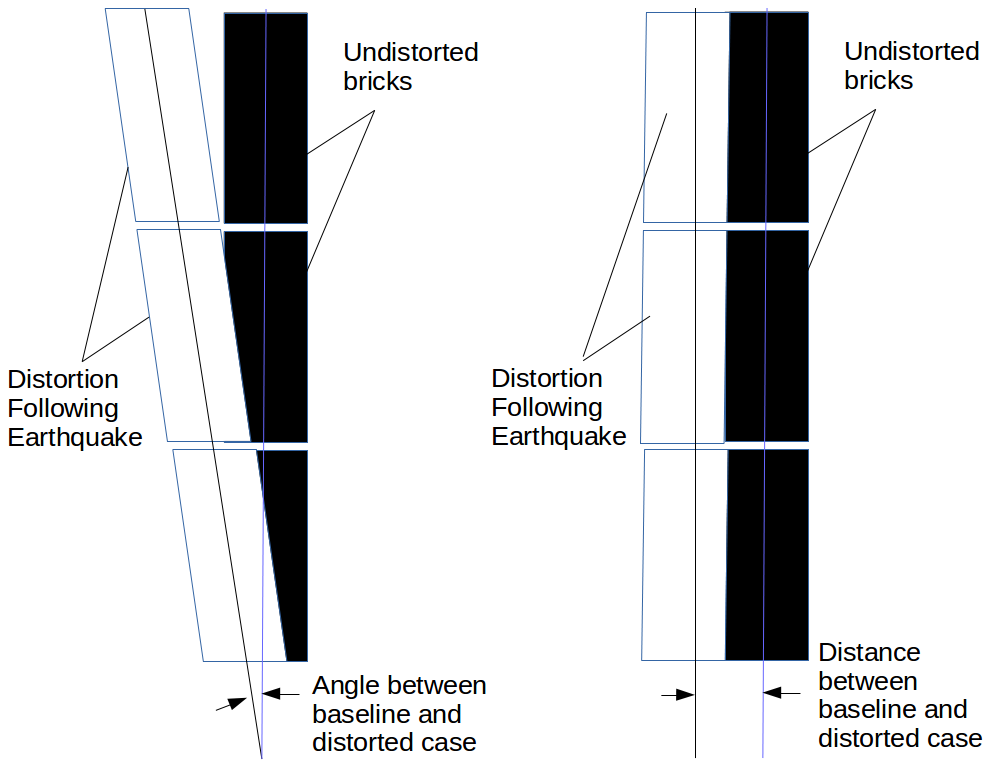 Undistorted
bricks
Distortion
Following
Earthquake
Angle between
baseline and
distorted case
Undistorted
bricks
Distortion
Following
Earthquake
Distance
between
baseline and
distorted case